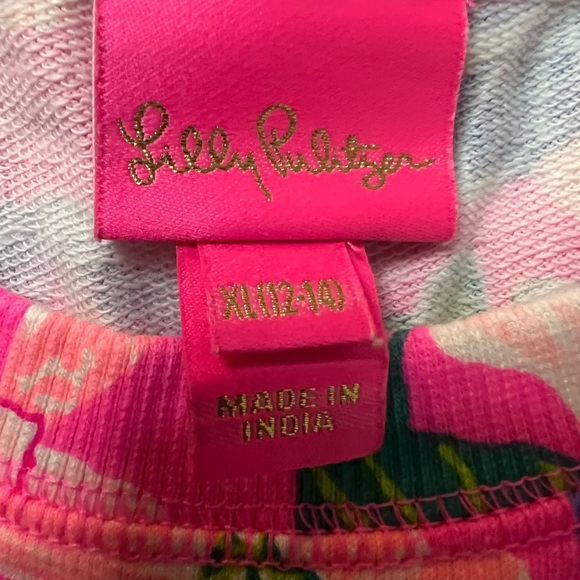 Lilly Pulitzer
XL(12-14)
MADE IN
INDIA